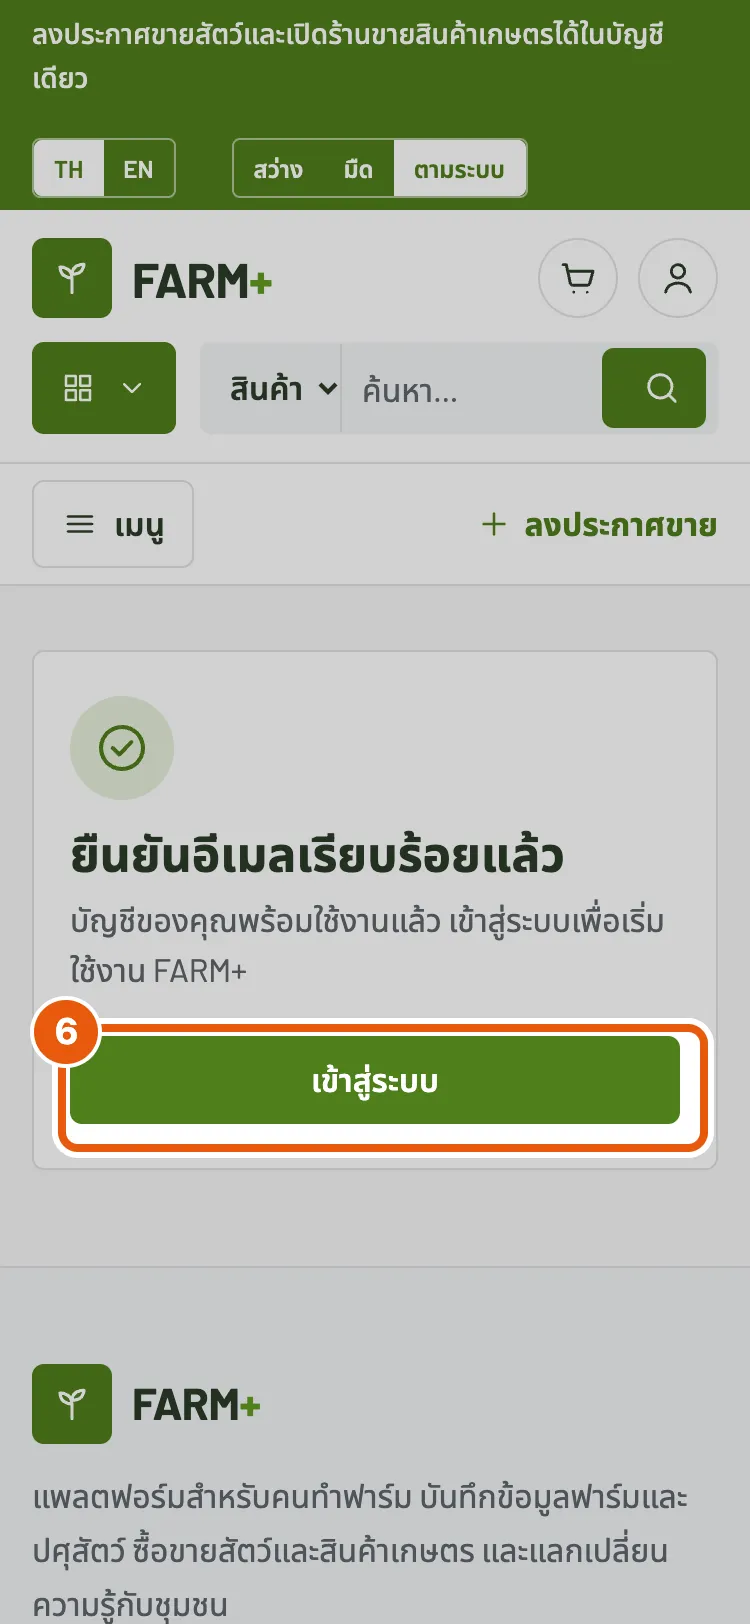 ลงประกาศขายสัตว์และเปิดร้านขายสินค้าเกษตรได้ในบัญชี
เดียว
TH EN สว่าง มืด ตามระบบ
FARM+
สินค้า ค้นหา...
เมนู + ลงประกาศขาย
ยืนยันอีเมลเรียบร้อยแล้ว
บัญชีของคุณพร้อมใช้งานแล้ว เข้าสู่ระบบเพื่อเริ่ม
ใช้งาน FARM+
6
เข้าสู่ระบบ
FARM+
แพลตฟอร์มสำหรับคนทำฟาร์ม บันทึกข้อมูลฟาร์มและ
ปศุสัตว์ ซื้อขายสัตว์และสินค้าเกษตร และแลกเปลี่ยน
ความรู้กับชุมชน